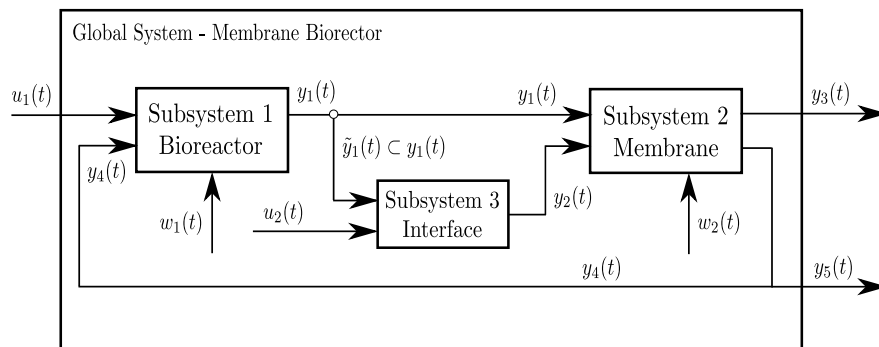 Global System - Membrane Biorector
u₁(t)
y₁(t)
y₁(t)
y₃(t)
Subsystem 1
Bioreactor
Subsystem 2
Membrane
ỹ₁(t) ⊂ y₁(t)
y₄(t)
Subsystem 3
Interface
y₂(t)
w₁(t)
u₂(t)
w₂(t)
y₄(t)
y₅(t)